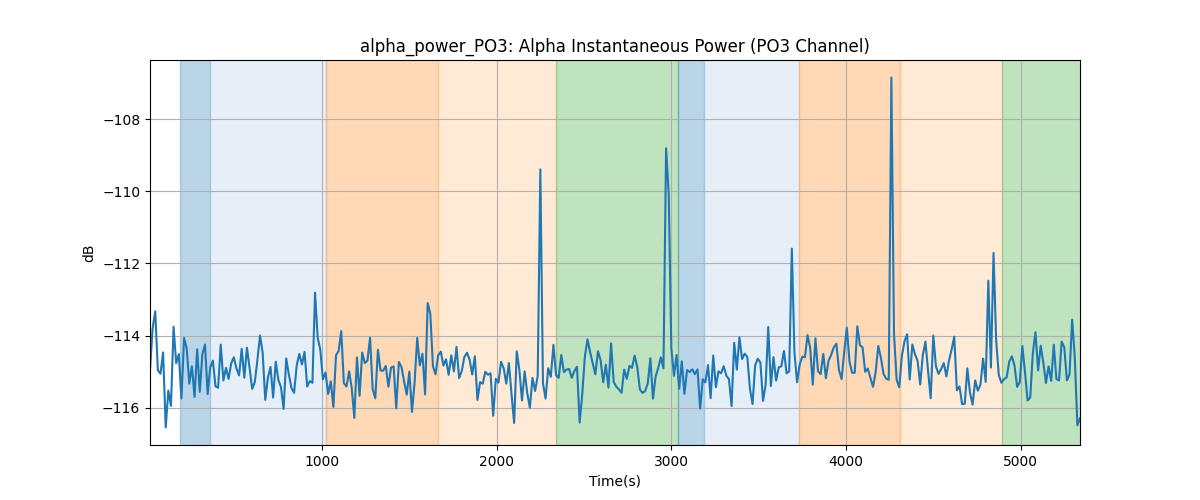 alpha_power_PO3: Alpha Instantaneous Power (PO3 Channel)
−108
−110
−112
−114
−116
dB
1000 2000 3000 4000 5000
Time(s)